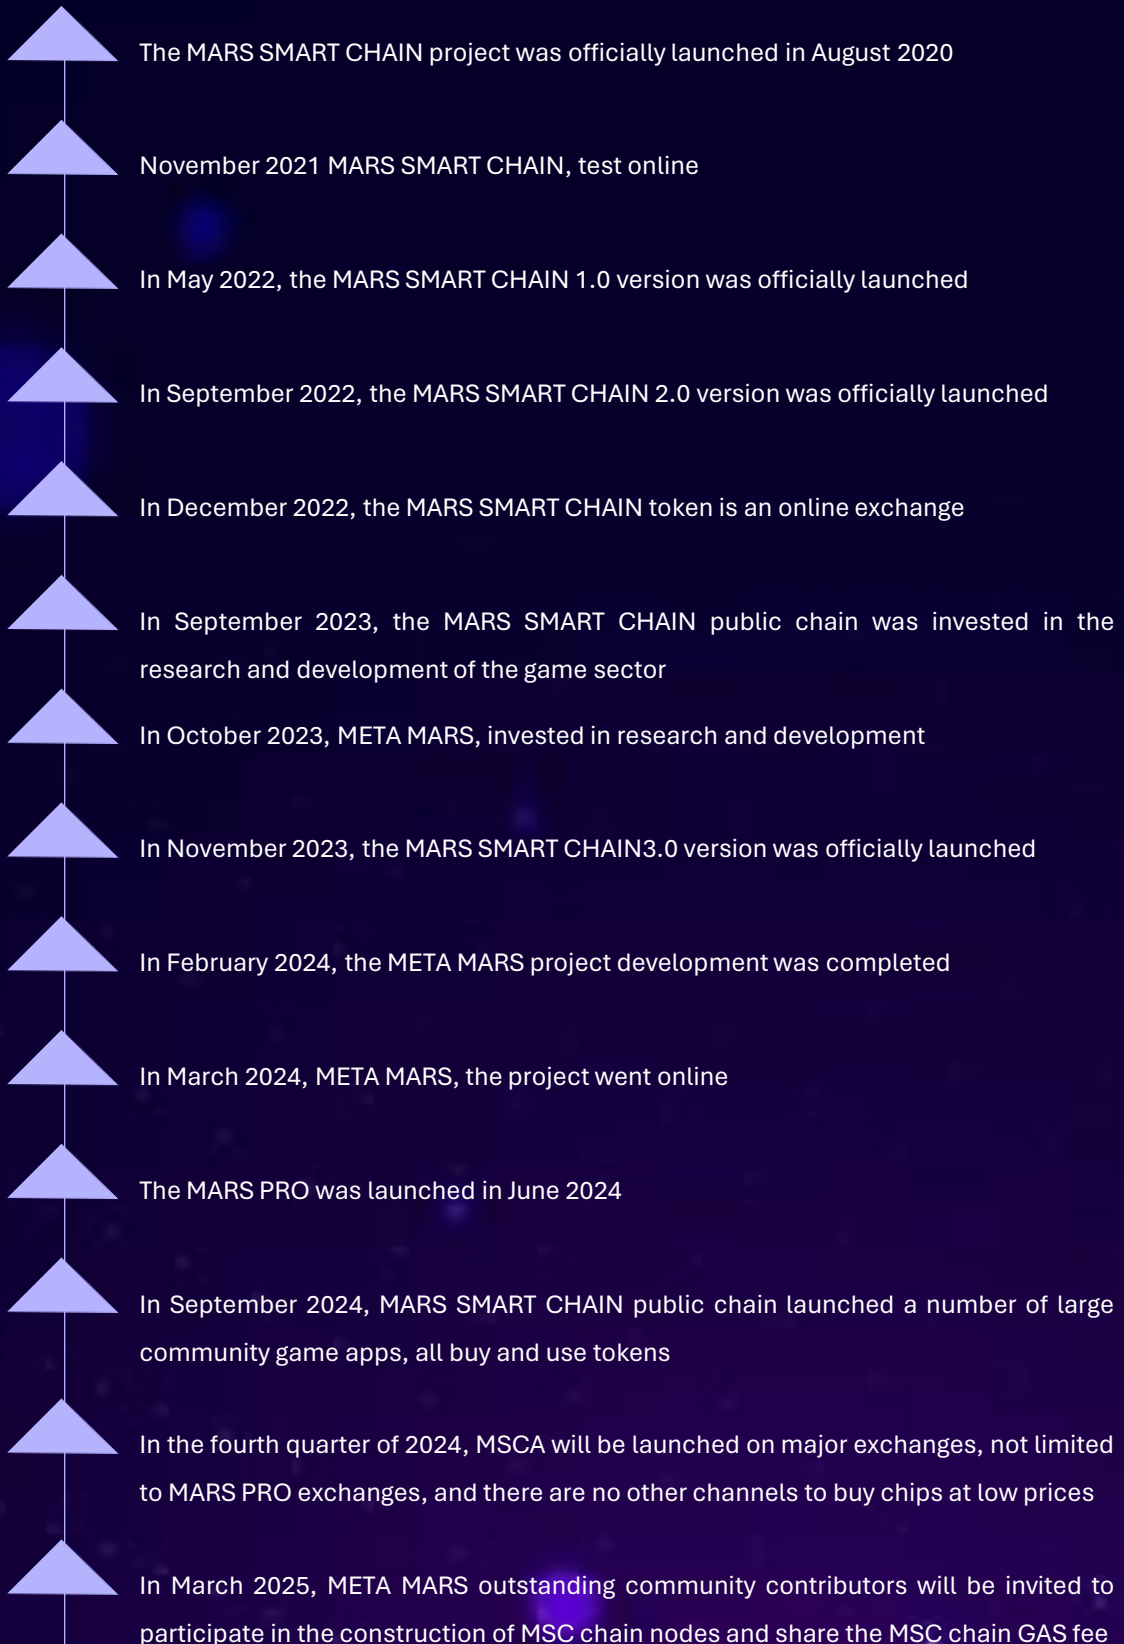 The MARS SMART CHAIN project was officially launched in August 2020
November 2021 MARS SMART CHAIN, test online
In May 2022, the MARS SMART CHAIN 1.0 version was officially launched
In September 2022, the MARS SMART CHAIN 2.0 version was officially launched
In December 2022, the MARS SMART CHAIN token is an online exchange
In September 2023, the MARS SMART CHAIN public chain was invested in the
research and development of the game sector
In October 2023, META MARS, invested in research and development
In November 2023, the MARS SMART CHAIN3.0 version was officially launched
In February 2024, the META MARS project development was completed
In March 2024, META MARS, the project went online
The MARS PRO was launched in June 2024
In September 2024, MARS SMART CHAIN public chain launched a number of large
community game apps, all buy and use tokens
In the fourth quarter of 2024, MSCA will be launched on major exchanges, not limited
to MARS PRO exchanges, and there are no other channels to buy chips at low prices
In March 2025, META MARS outstanding community contributors will be invited to
participate in the construction of MSC chain nodes and share the MSC chain GAS fee